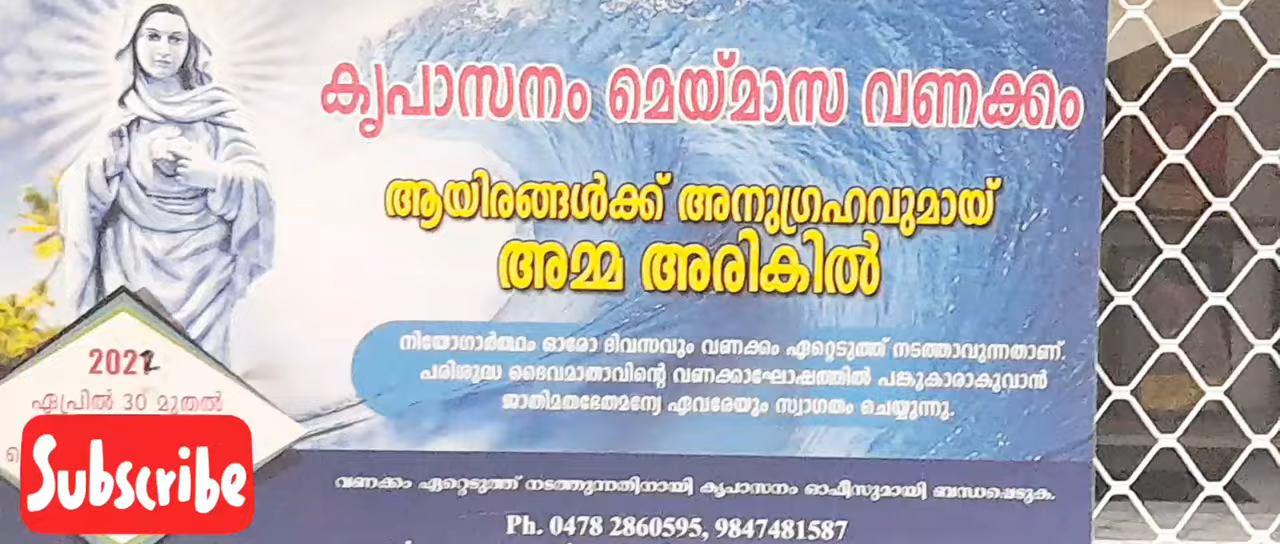 കൃപാസനം മെയ്മാസ വണക്കം
ആയിരങ്ങൾക്ക് അനുഗ്രഹവുമായ്
അമ്മ അരികിൽ
നിയോഗാർത്ഥം ഓരോ ദിവസവും വണക്കം ഏറ്റെടുത്ത് നടത്താവുന്നതാണ്.
പരിശുദ്ധ ദൈവമാതാവിന്റെ വണക്കാഘോഷത്തിൽ പങ്കുകാരാകുവാൻ
ജാതിമതഭേതമന്യേ ഏവരേയും സ്വാഗതം ചെയ്യുന്നു.
2022
ഏപ്രിൽ 30 മുതൽ
Subscribe
വണക്കം ഏറ്റെടുത്ത് നടത്തുന്നതിനായി കൃപാസനം ഓഫീസുമായി ബന്ധപ്പെടുക.
Ph. 0478 2860595, 9847481587